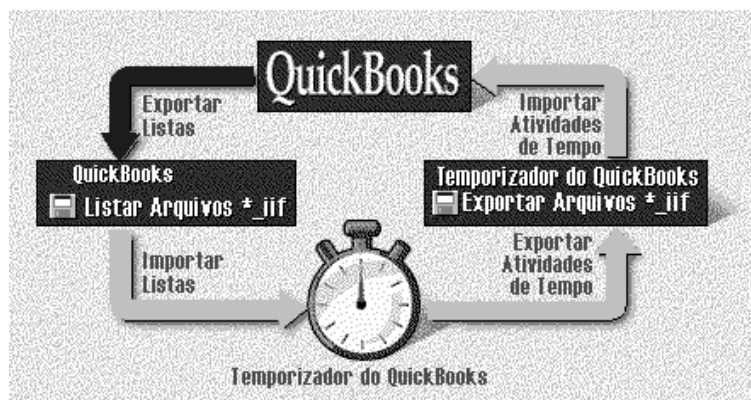 QuickBooks
Exportar
Listas
Importar
Atividades
de Tempo
QuickBooks
Listar Arquivos *_iif
Temporizador do QuickBooks
Exportar Arquivos *_iif
Importar
Listas
Exportar
Atividades
de Tempo
Temporizador do QuickBooks